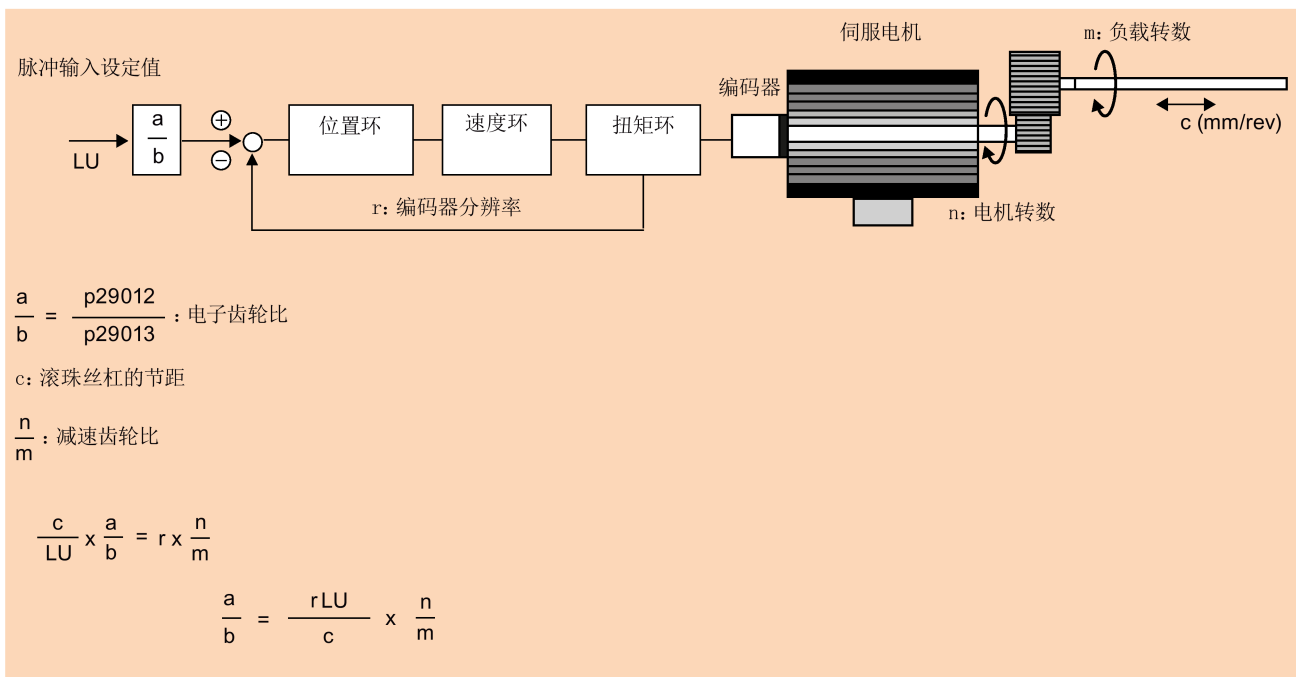 伺服电机
m: 负载转数
脉冲输入设定值
编码器
a
b
⊕
位置环
速度环
扭矩环
c (mm/rev)
LU
⊖
r: 编码器分辨率
n: 电机转数
a/b = p29012/p29013 : 电子齿轮比
c: 滚珠丝杠的节距
n/m : 减速齿轮比
c/LU x a/b = r x n/m
a/b = r LU/c x n/m